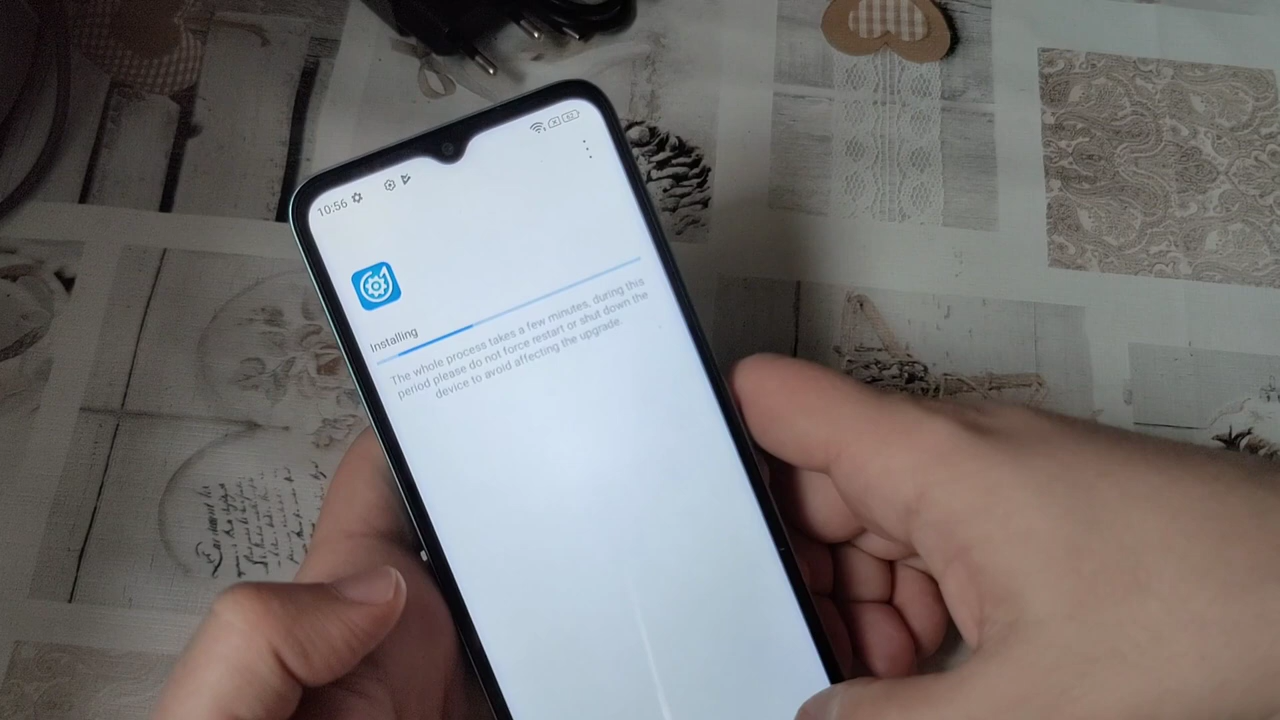 10:56
62
Installing
The whole process takes a few minutes, during this
period please do not force restart or shut down the
device to avoid affecting the upgrade.